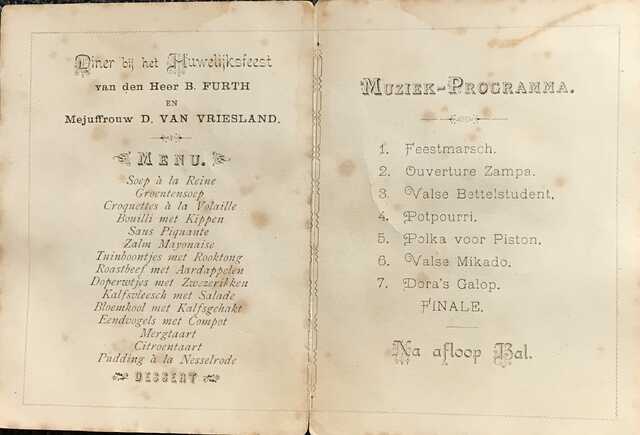 Diner bij het Huwelijksfeest
van den Heer B. FURTH
EN
Mejuffrouw D. VAN VRIESLAND.
MENU.
Soep à la Reine
Groentensoep
Croquettes à la Volaille
Bouilli met Kippen
Sans Piquante
Zalm Mayonaise
Tuinboontjes met Rooktong
Roastbeef met Aardappelen
Doperwtjes met Zwezerikken
Kalfsvleesch met Salade
Bloemkool met Kalfsgehakt
Eendvogels met Compot
Mergtaart
Citroentaart
Pudding à la Nesselrode
DESSERT
MUZIEK-PROGRAMMA.
1. Feestmarsch.
2. Ouverture Zampa.
3. Valse Bettelstudent.
4. Potpourri.
5. Polka voor Piston.
6. Valse Mikado.
7. Dora's Galop.
FINALE.
Na afloop Bal.